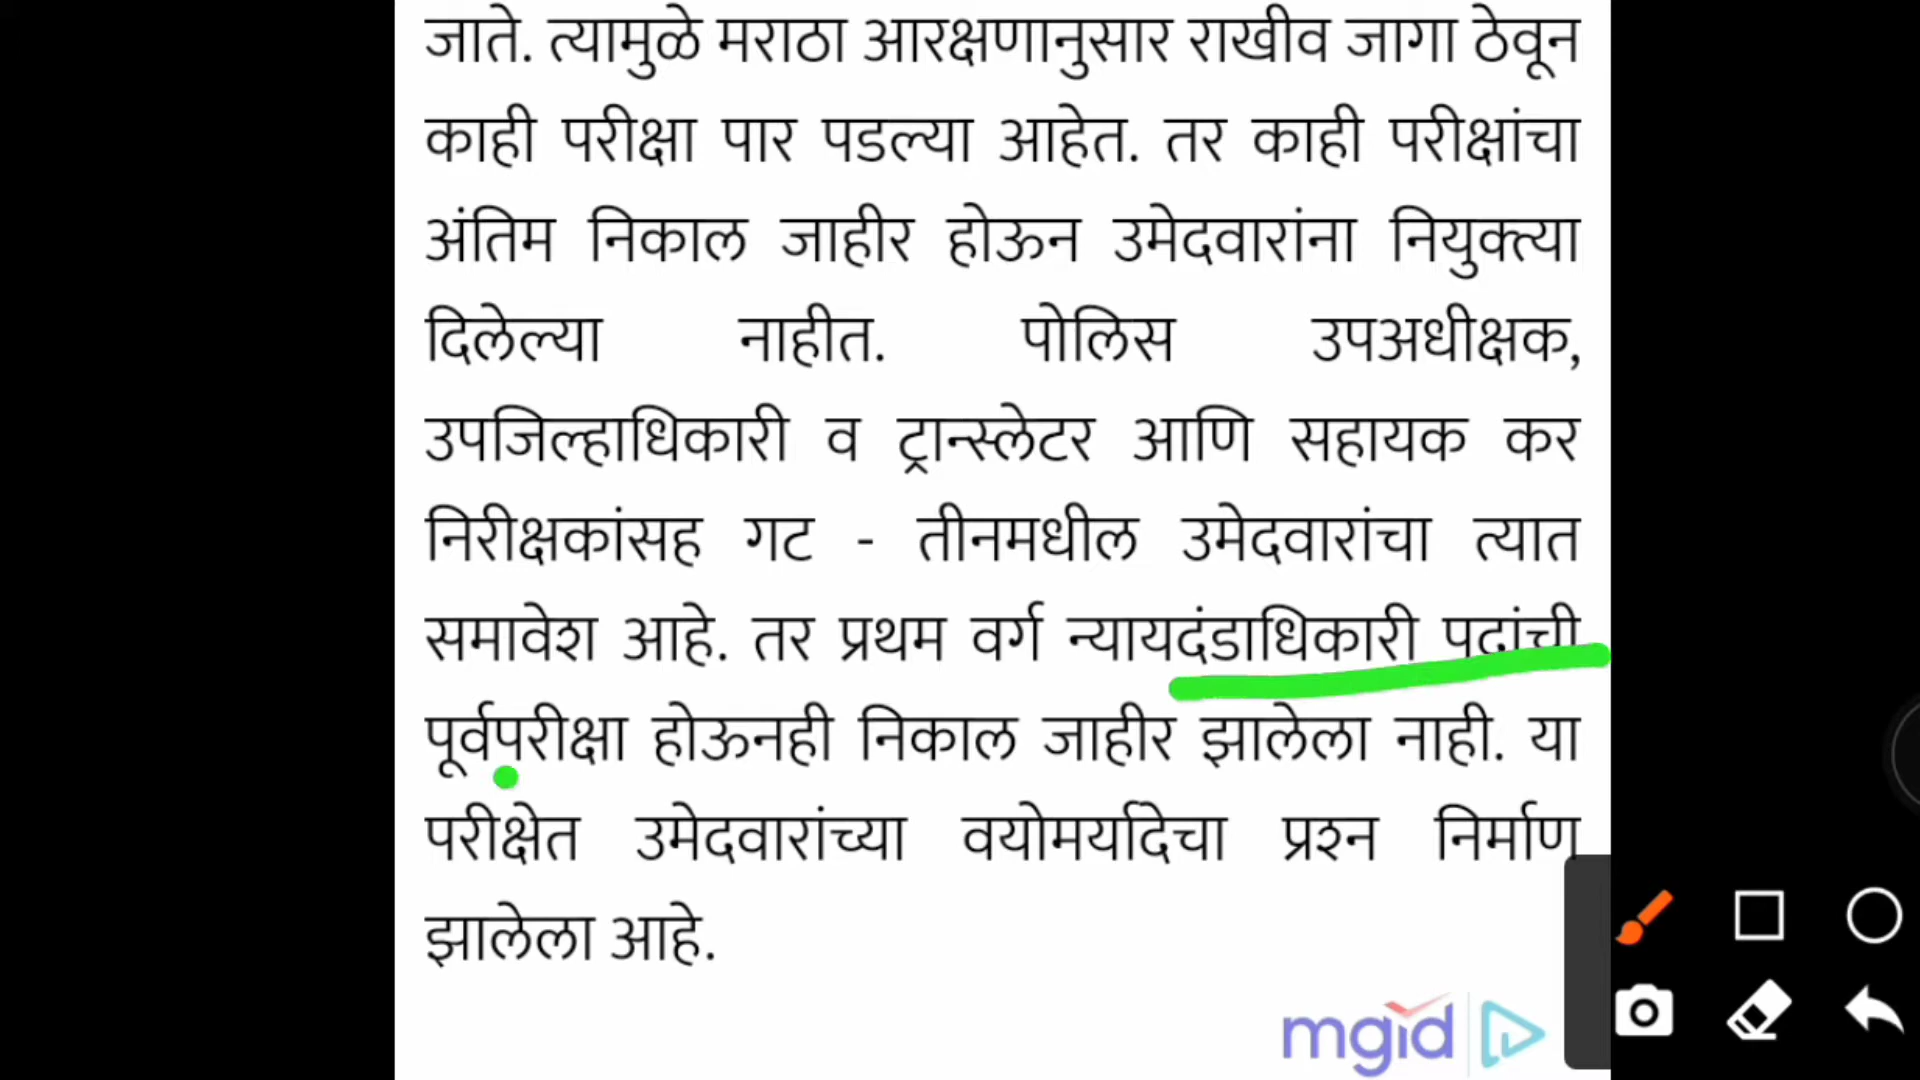 जाते. त्यामुळे मराठा आरक्षणानुसार राखीव जागा ठेवून
काही परीक्षा पार पडल्या आहेत. तर काही परीक्षांचा
अंतिम निकाल जाहीर होऊन उमेदवारांना नियुक्त्या
दिलेल्या नाहीत. पोलिस उपअधीक्षक,
उपजिल्हाधिकारी व ट्रान्स्लेटर आणि सहायक कर
निरीक्षकांसह गट - तीनमधील उमेदवारांचा त्यात
समावेश आहे. तर प्रथम वर्ग न्यायदंडाधिकारी पदांची
पूर्वपरीक्षा होऊनही निकाल जाहीर झालेला नाही. या
परीक्षेत उमेदवारांच्या वयोमर्यादेचा प्रश्न निर्माण
झालेला आहे.
mgid